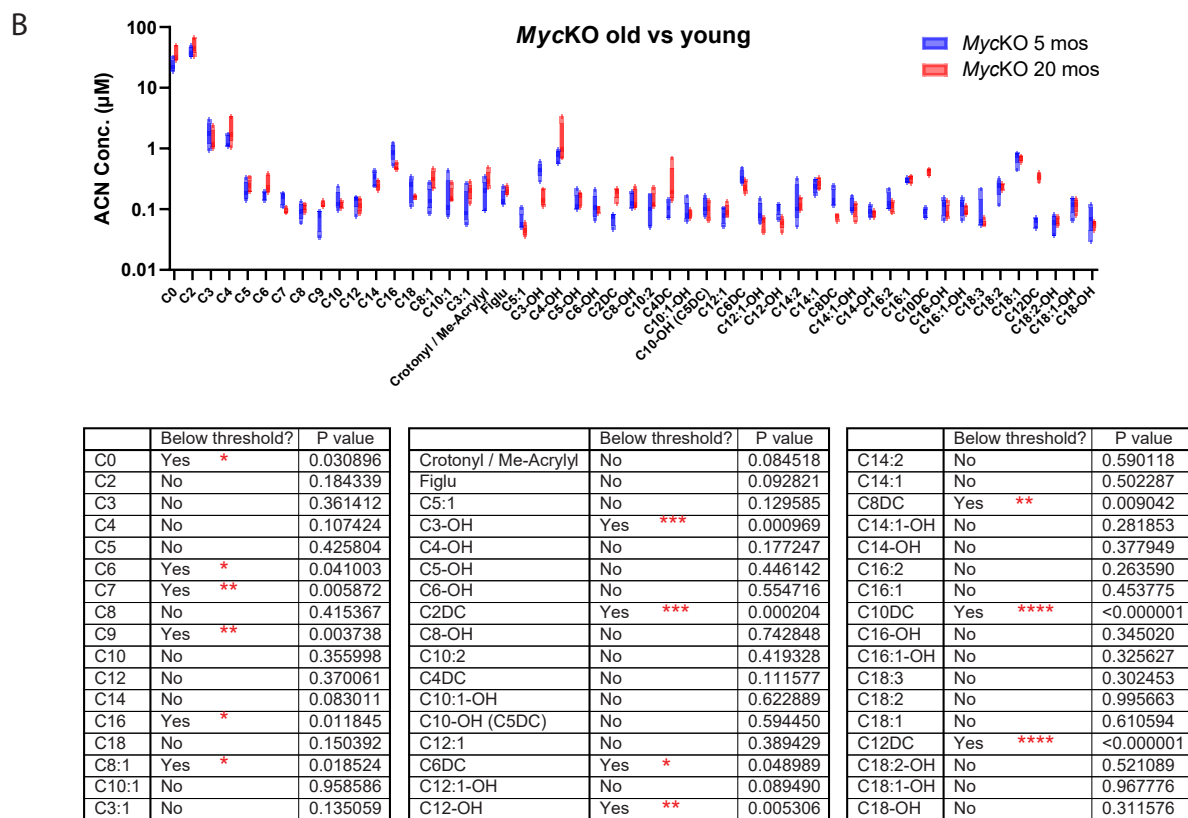 B
MycKO old vs young
MycKO 5 mos
MycKO 20 mos
ACN Conc. (µM)
100
10
1
0.1
0.01
C0 C2 C3 C4 C5 C6 C7 C8 C9 C10 C12 C14 C16 C18 C8:1 C10:1 C3:1 Crotonyl / Me-Acrylyl Figlu C5:1 C3-OH C4-OH C5-OH C6-OH C2DC C8-OH C10:2 C4DC C10:1-OH C10-OH (C5DC) C12:1 C6DC C12:1-OH C12-OH C14:2 C14:1 C8DC C14:1-OH C14-OH C16:2 C16:1 C10DC C16-OH C16:1-OH C18:3 C18:2 C18:1 C12DC C18:2-OH C18:1-OH C18-OH
Below threshold? P value
C0 Yes * 0.030896
C2 No 0.184339
C3 No 0.361412
C4 No 0.107424
C5 No 0.425804
C6 Yes * 0.041003
C7 Yes ** 0.005872
C8 No 0.415367
C9 Yes ** 0.003738
C10 No 0.355998
C12 No 0.370061
C14 No 0.083011
C16 Yes * 0.011845
C18 No 0.150392
C8:1 Yes * 0.018524
C10:1 No 0.958586
C3:1 No 0.135059
Below threshold? P value
Crotonyl / Me-Acrylyl No 0.084518
Figlu No 0.092821
C5:1 No 0.129585
C3-OH Yes *** 0.000969
C4-OH No 0.177247
C5-OH No 0.446142
C6-OH No 0.554716
C2DC Yes *** 0.000204
C8-OH No 0.742848
C10:2 No 0.419328
C4DC No 0.111577
C10:1-OH No 0.622889
C10-OH (C5DC) No 0.594450
C12:1 No 0.389429
C6DC Yes * 0.048989
C12:1-OH No 0.089490
C12-OH Yes ** 0.005306
Below threshold? P value
C14:2 No 0.590118
C14:1 No 0.502287
C8DC Yes ** 0.009042
C14:1-OH No 0.281853
C14-OH No 0.377949
C16:2 No 0.263590
C16:1 No 0.453775
C10DC Yes **** <0.000001
C16-OH No 0.345020
C16:1-OH No 0.325627
C18:3 No 0.302453
C18:2 No 0.995663
C18:1 No 0.610594
C12DC Yes **** <0.000001
C18:2-OH No 0.521089
C18:1-OH No 0.967776
C18-OH No 0.311576